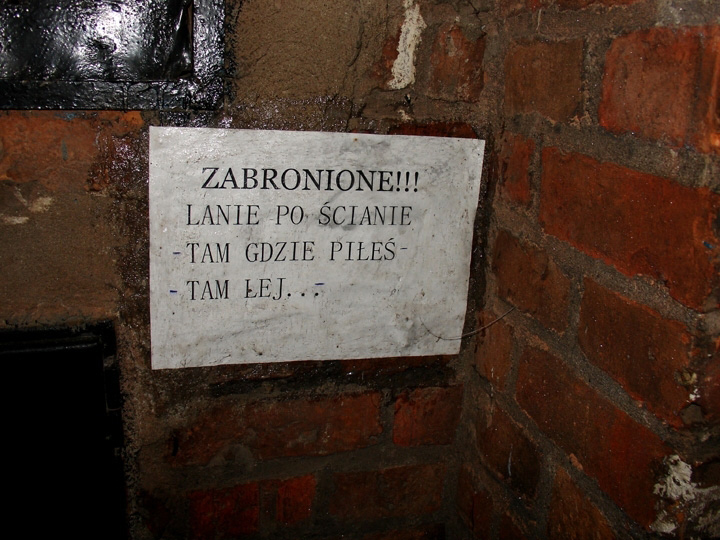 ZABRONIONE!!!
LANIE PO ŚCIANIE
-TAM GDZIE PIŁEŚ-
-TAM ŁEJ...-